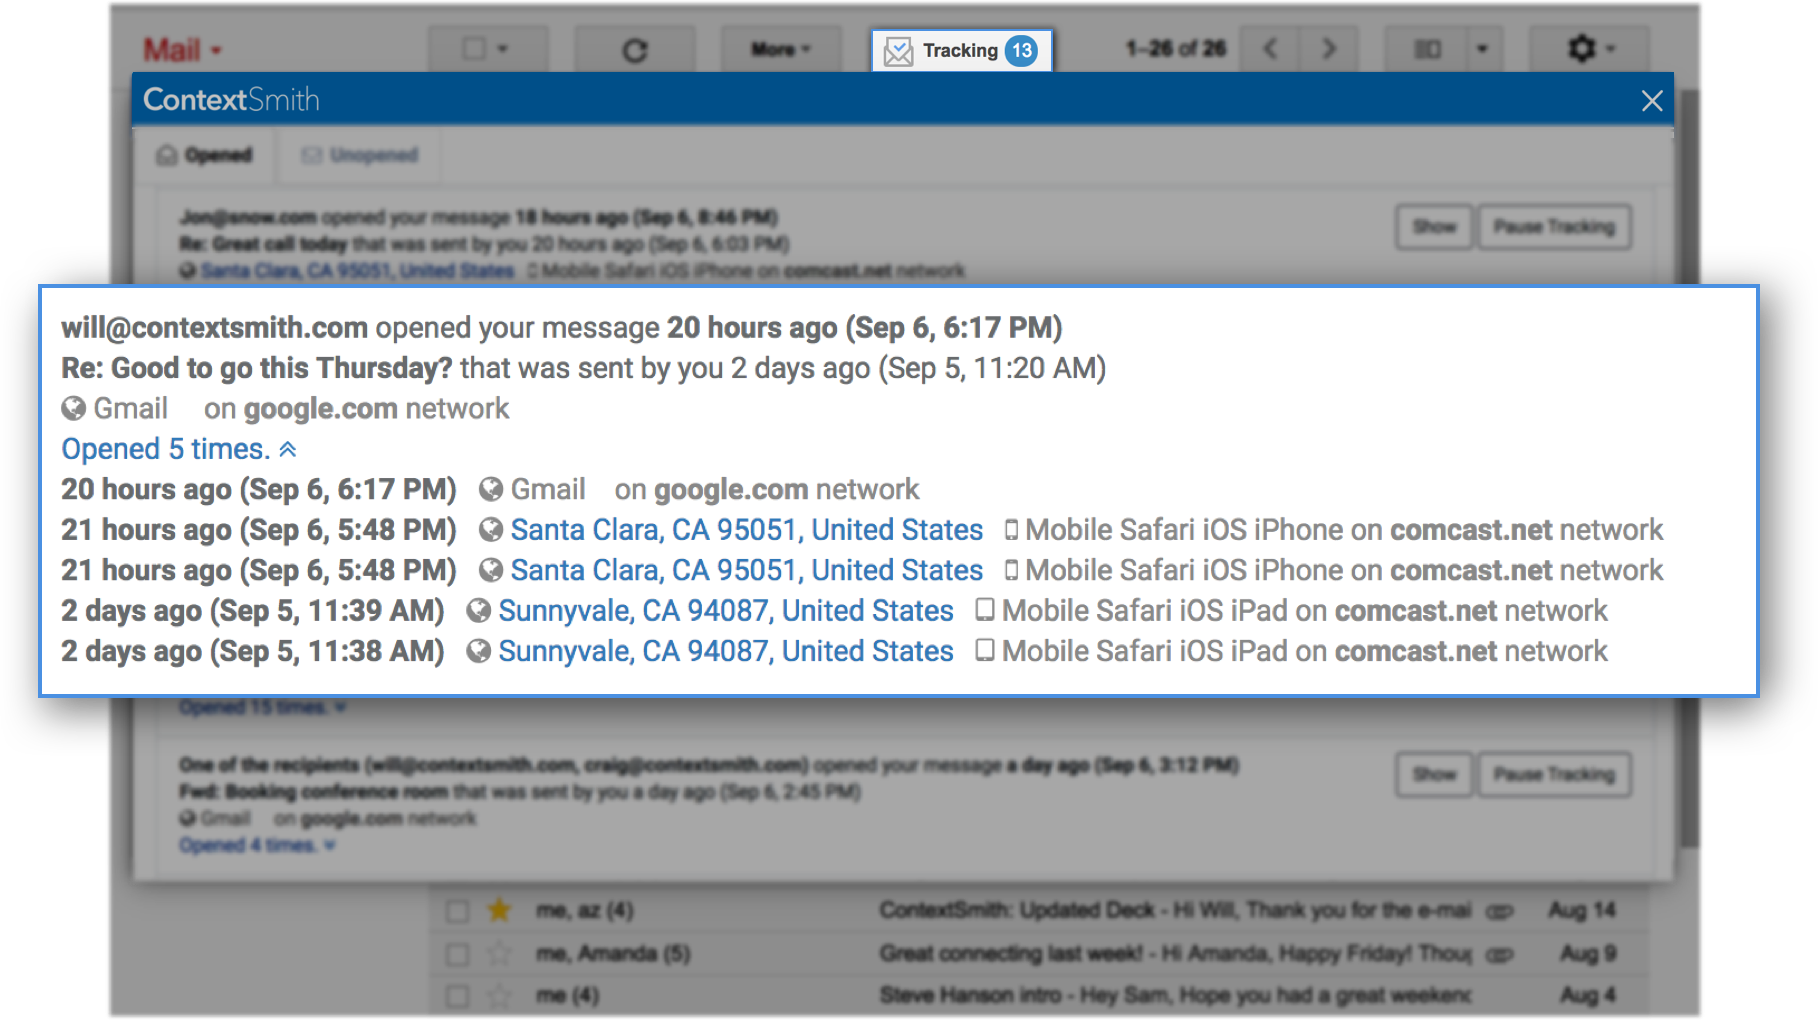 Mail
More
Tracking 13
1–26 of 26
ContextSmith
Opened
Unopened
Jon@snow.com opened your message 18 hours ago (Sep 6, 8:46 PM)
Show
Pause Tracking
Re: Great call today that was sent by you 20 hours ago (Sep 6, 6:03 PM)
Santa Clara, CA 95051, United States Mobile Safari iOS iPhone on comcast.net network
will@contextsmith.com opened your message 20 hours ago (Sep 6, 6:17 PM)
Re: Good to go this Thursday? that was sent by you 2 days ago (Sep 5, 11:20 AM)
Gmail on google.com network
Opened 5 times.
20 hours ago (Sep 6, 6:17 PM) Gmail on google.com network
21 hours ago (Sep 6, 5:48 PM) Santa Clara, CA 95051, United States Mobile Safari iOS iPhone on comcast.net network
21 hours ago (Sep 6, 5:48 PM) Santa Clara, CA 95051, United States Mobile Safari iOS iPhone on comcast.net network
2 days ago (Sep 5, 11:39 AM) Sunnyvale, CA 94087, United States Mobile Safari iOS iPad on comcast.net network
2 days ago (Sep 5, 11:38 AM) Sunnyvale, CA 94087, United States Mobile Safari iOS iPad on comcast.net network
Opened 15 times.
One of the recipients (will@contextsmith.com, craig@contextsmith.com) opened your message a day ago (Sep 6, 3:12 PM)
Show
Pause Tracking
Fwd: Booking conference room that was sent by you a day ago (Sep 6, 2:45 PM)
Gmail on google.com network
Opened 4 times.
me, az (4) ContextSmith: Updated Deck - Hi Will, Thank you for the e-mai Aug 14
me, Amanda (5) Great connecting last week! - Hi Amanda, Happy Friday! Thoug Aug 9
me (4) Steve Hanson intro - Hey Sam, Hope you had a great weekend Aug 4